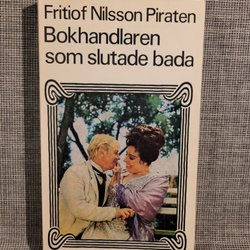 Fritiof Nilsson Piraten
Bokhandlaren
som slutade bada